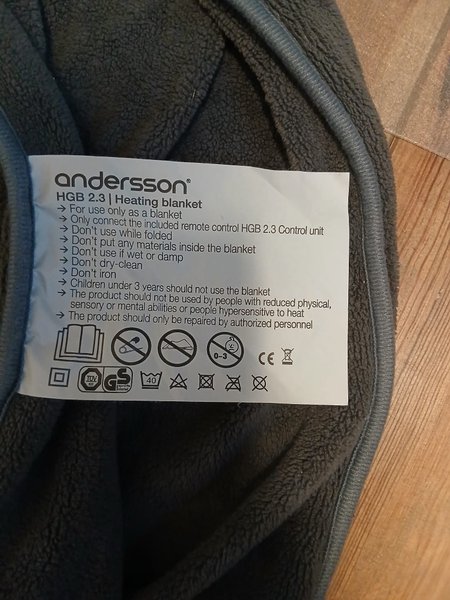 andersson®
HGB 2.3 | Heating blanket
→ For use only as a blanket
→ Only connect the included remote control HGB 2.3 Control unit
→ Don't use while folded
→ Don't put any materials inside the blanket
→ Don't use if wet or damp
→ Don't dry-clean
→ Don't iron
→ Children under 3 years should not use the blanket
→ The product should not be used by people with reduced physical,
sensory or mental abilities or people hypersensitive to heat
→ The product should only be repaired by authorized personnel
0-3
CE
TÜV GS
40